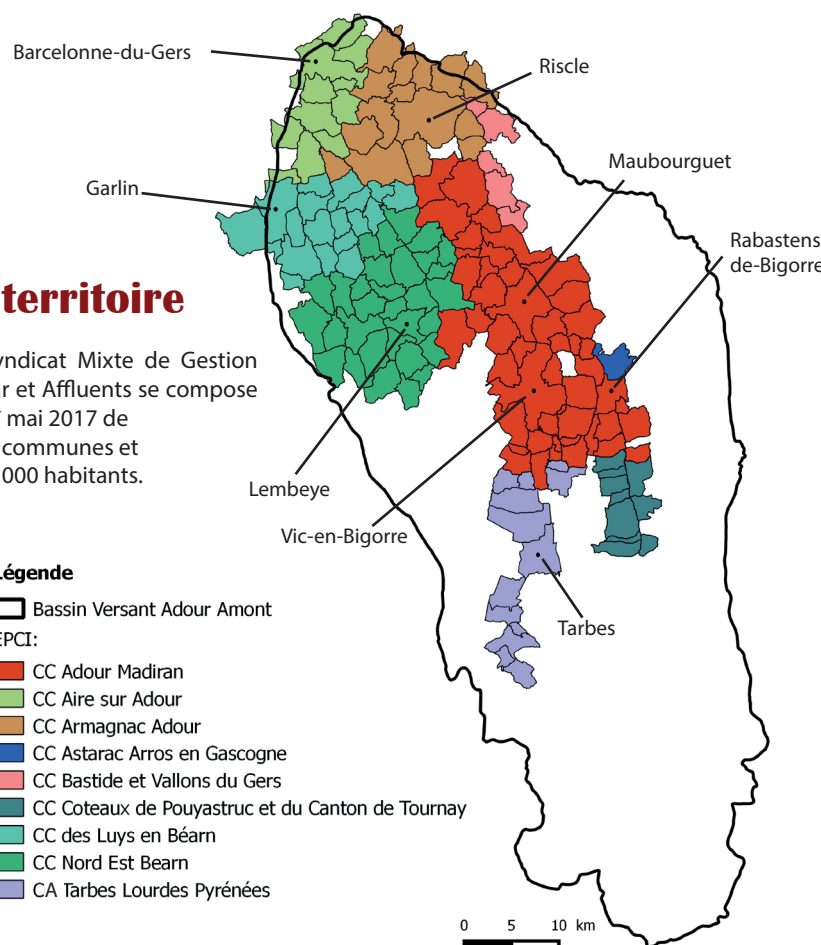 Barcelonne-du-Gers
Riscle
Maubourguet
Garlin
Rabastens
de-Bigorre
territoire
yndicat Mixte de Gestion
ur et Affluents se compose
mai 2017 de
communes et
000 habitants.
Lembeye
Vic-en-Bigorre
Tarbes
Légende
Bassin Versant Adour Amont
EPCI:
CC Adour Madiran
CC Aire sur Adour
CC Armagnac Adour
CC Astarac Arros en Gascogne
CC Bastide et Vallons du Gers
CC Coteaux de Pouyastruc et du Canton de Tournay
CC des Luys en Béarn
CC Nord Est Bearn
CA Tarbes Lourdes Pyrénées
0 5 10 km